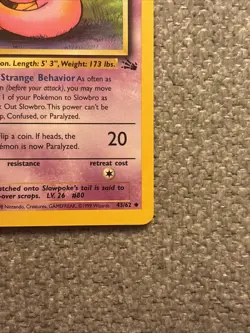 on. Length: 5' 3", Weight: 173 lbs.
Strange Behavior As often as
n (before your attack), you may move
1 of your Pokémon to Slowbro as
Out Slowbro. This power can't
p, Confused, or Paralyzed.
lip a coin. If heads, the
émon is now Paralyzed. 20
resistance retreat cost
atched onto Slowpoke's tail is said to
-over scraps. LV. 26 #80
Nintendo, Creatures, GAMEFREAK. ©1999 Wizards. 43/62